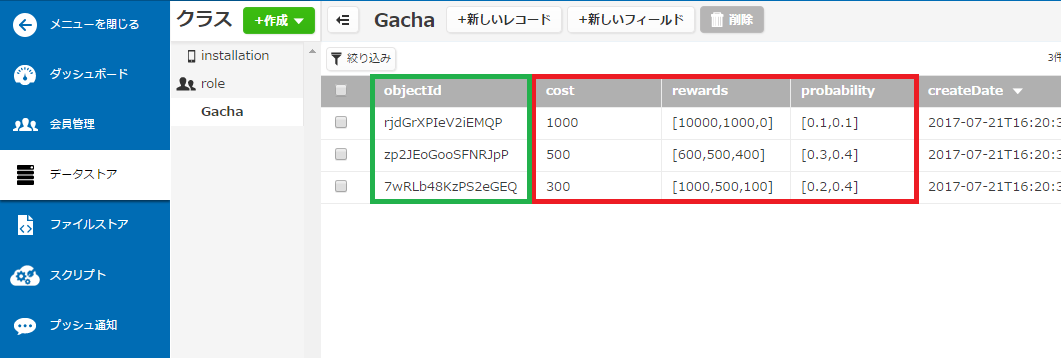 メニューを閉じる
ダッシュボード
会員管理
データストア
ファイルストア
スクリプト
プッシュ通知
クラス
+作成
installation
role
Gacha
Gacha
+新しいレコード
+新しいフィールド
削除
絞り込み
3件
objectId cost rewards probability createDate
rjdGrXPIeV2iEMQP 1000 [10000,1000,0] [0.1,0.1] 2017-07-21T16:20:3
zp2JEoGooSFNRJpP 500 [600,500,400] [0.3,0.4] 2017-07-21T16:20:3
7wRLb48KzPS2eGEQ 300 [1000,500,100] [0.2,0.4] 2017-07-21T16:20:3